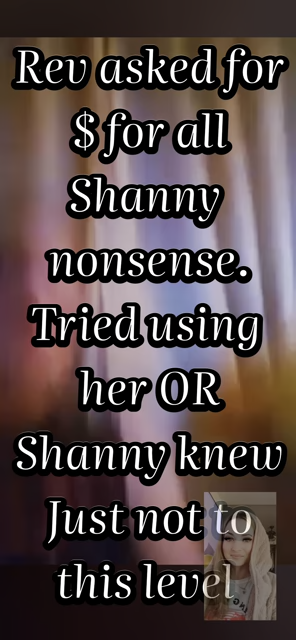 Rev asked for
$ for all
Shanny
nonsense.
Tried using
her OR
Shanny knew
Just not to
this level